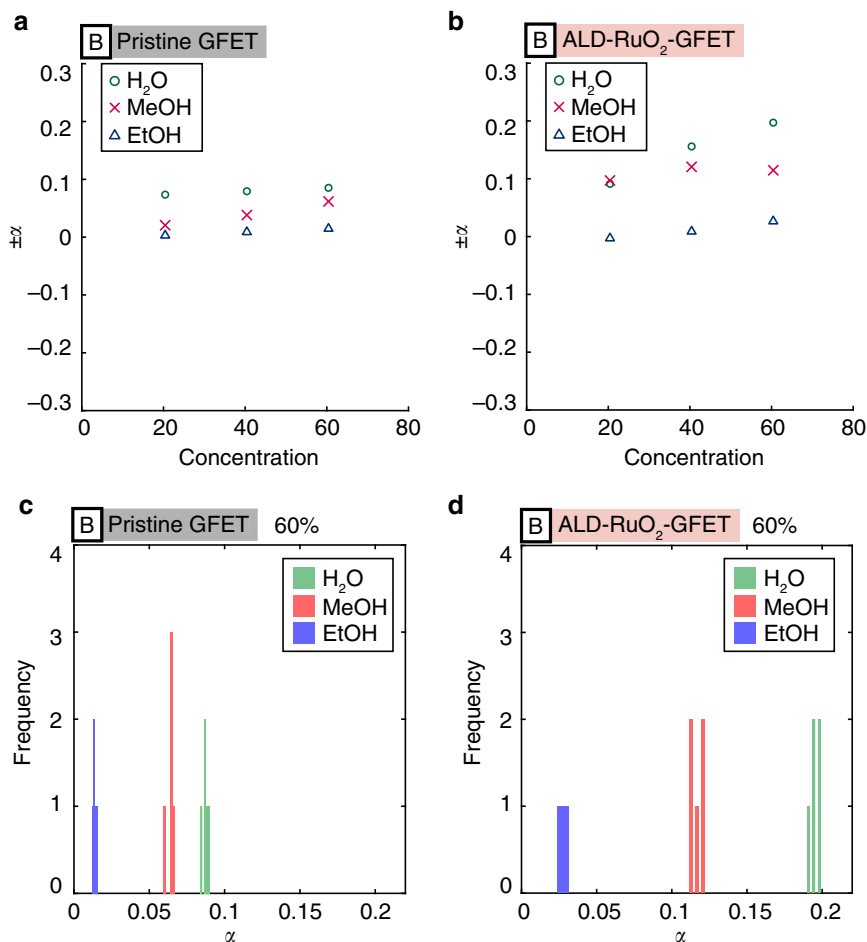 a
B Pristine GFET
0.3
0.2
0.1
0
–0.1
–0.2
–0.3
±α
H₂O
MeOH
EtOH
0 20 40 60 80
Concentration
b
B ALD-RuO₂-GFET
0.3
0.2
0.1
0
–0.1
–0.2
–0.3
±α
H₂O
MeOH
EtOH
0 20 40 60 80
Concentration
c
B Pristine GFET 60%
4
3
2
1
0
Frequency
H₂O
MeOH
EtOH
0 0.05 0.1 0.15 0.2
α
d
B ALD-RuO₂-GFET 60%
4
3
2
1
0
Frequency
H₂O
MeOH
EtOH
0 0.05 0.1 0.15 0.2
α